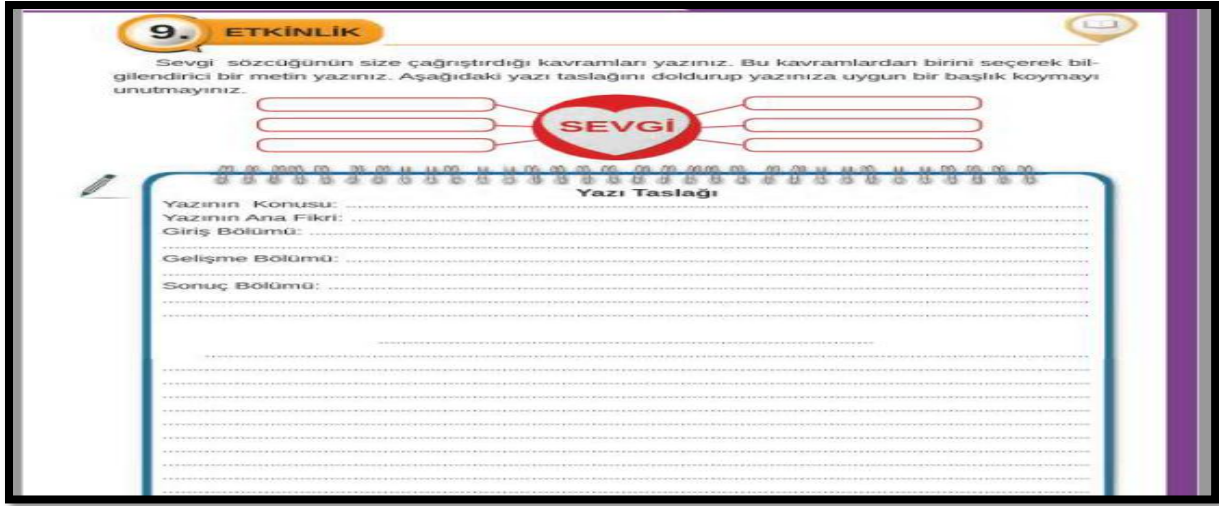 9. ETKİNLİK
Sevgi sözcüğünün size çağrıştırdığı kavramları yazınız. Bu kavramlardan birini seçerek bil-
gilendirici bir metin yazınız. Aşağıdaki yazı taslağını doldurup yazınıza uygun bir başlık koymayı
unutmayınız.
SEVGİ
Yazı Taslağı
Yazının Konusu:
Yazının Ana Fikri:
Giriş Bölümü:
Gelişme Bölümü:
Sonuç Bölümü: